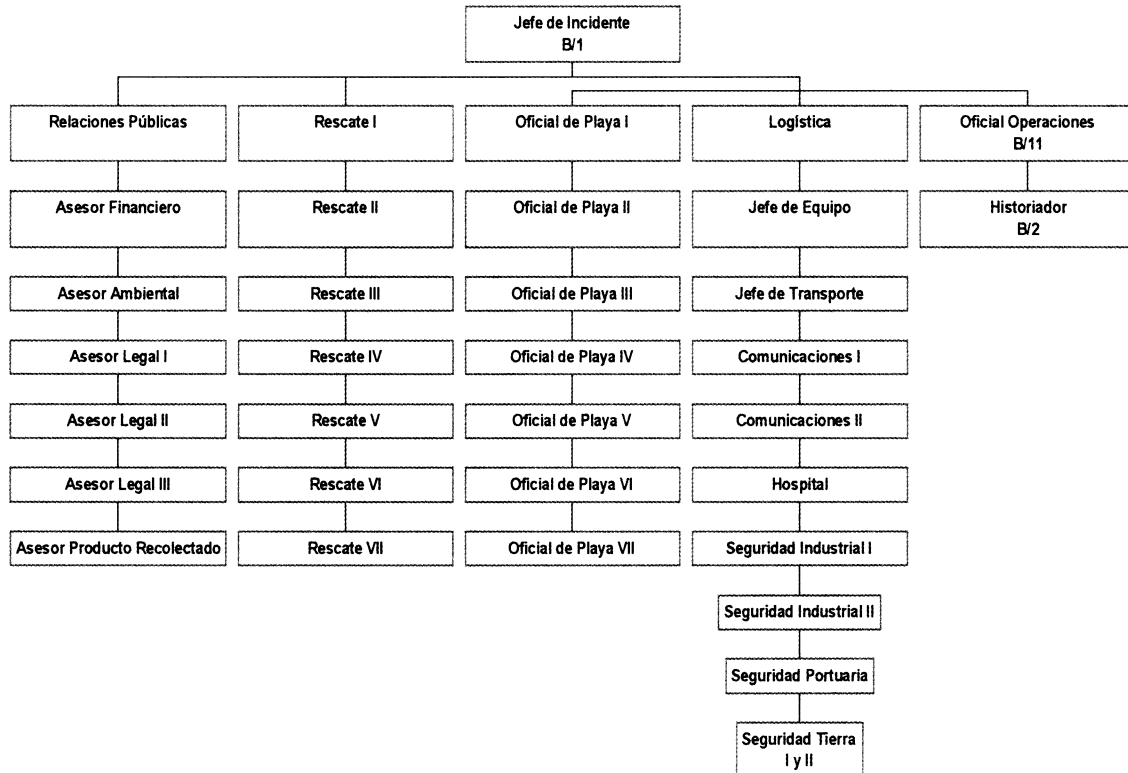 Jefe de Incidente
B/1
Relaciones Públicas
Rescate I
Oficial de Playa I
Logística
Oficial Operaciones
B/11
Asesor Financiero
Rescate II
Oficial de Playa II
Jefe de Equipo
Historiador
B/2
Asesor Ambiental
Rescate III
Oficial de Playa III
Jefe de Transporte
Asesor Legal I
Rescate IV
Oficial de Playa IV
Comunicaciones I
Asesor Legal II
Rescate V
Oficial de Playa V
Comunicaciones II
Asesor Legal III
Rescate VI
Oficial de Playa VI
Hospital
Asesor Producto Recolectado
Rescate VII
Oficial de Playa VII
Seguridad Industrial I
Seguridad Industrial II
Seguridad Portuaria
Seguridad Tierra
I y II